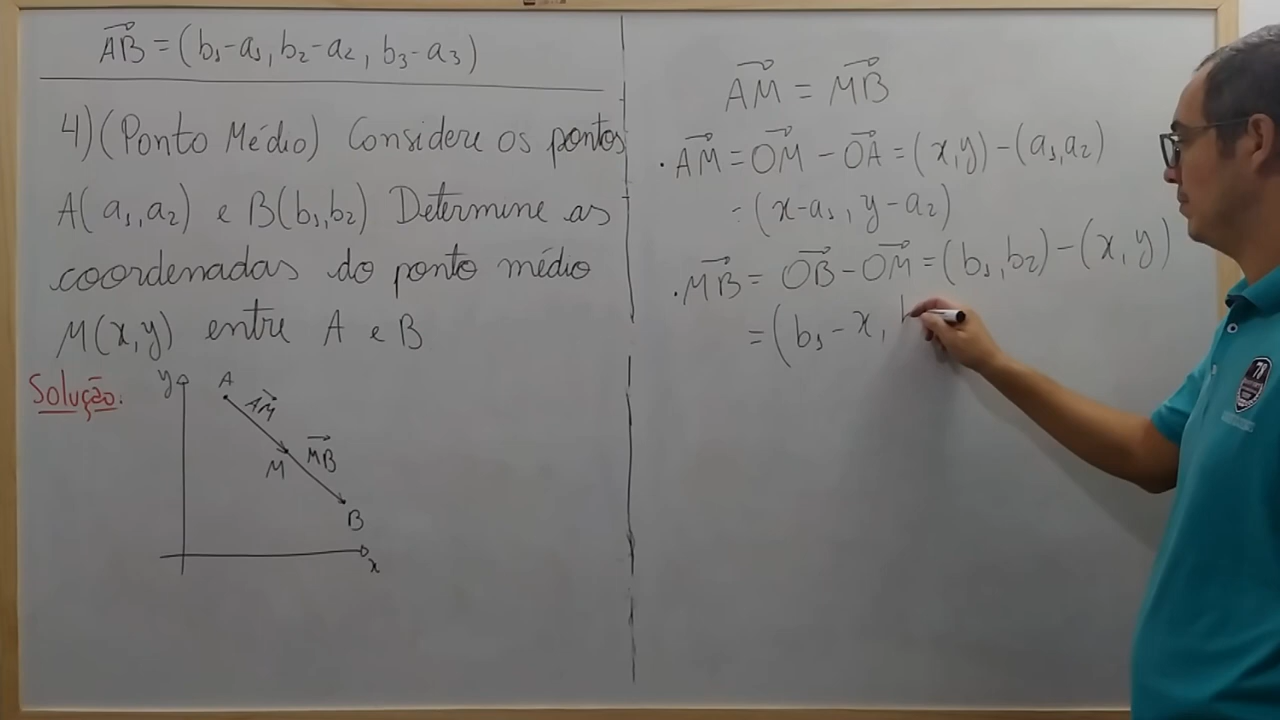 AB = (b₁-a₁, b₂-a₂, b₃-a₃)
4) (Ponto Médio) Considere os pontos
A(a₁,a₂) e B(b₁,b₂) Determine as
coordenadas do ponto médio
M(x,y) entre A e B
Solução.
y
A
AM
M
MB
B
x
AM = MB
. AM = OM - OA = (x,y) - (a₁,a₂)
= (x-a₁, y-a₂)
. MB = OB - OM = (b₁,b₂) - (x,y)
= (b₁-x,